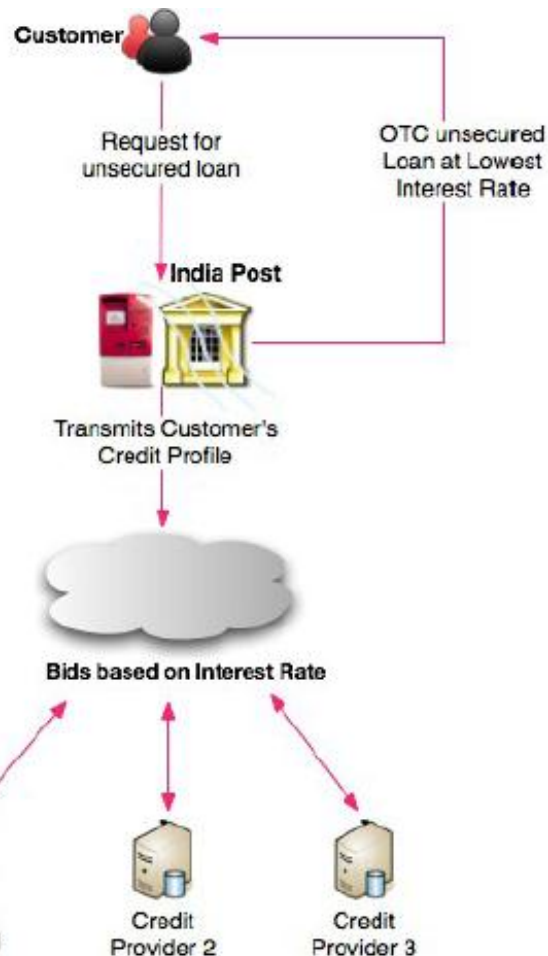 Customer
Request for
unsecured loan
OTC unsecured
Loan at Lowest
Interest Rate
India Post
Transmits Customer's
Credit Profile
Bids based on Interest Rate
Credit
Provider 2
Credit
Provider 3